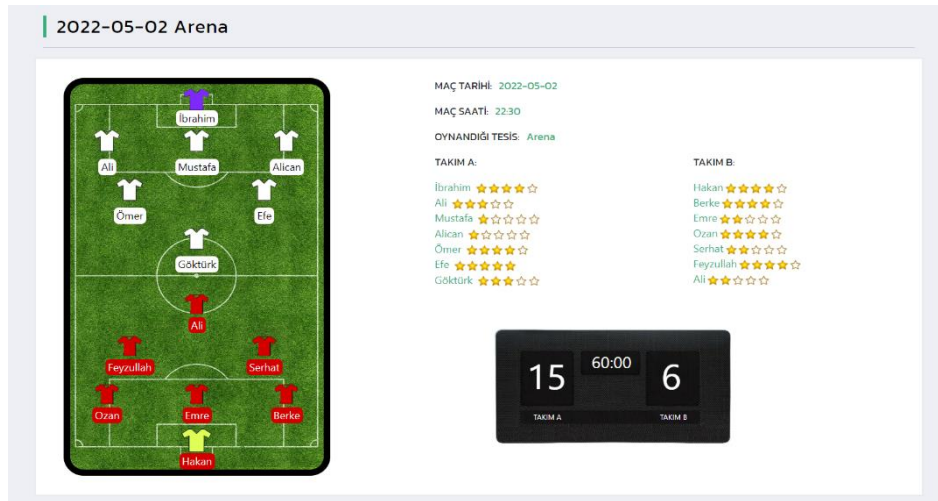 2022-05-02 Arena
İbrahim
Ali Mustafa Alican
Ömer Efe
Göktürk
Ali
Feyzullah Serhat
Ozan Emre Berke
Hakan
MAÇ TARİHİ: 2022-05-02
MAÇ SAATİ: 22:30
OYNANDIĞI TESİS: Arena
TAKIM A:
İbrahim
Ali
Mustafa
Alican
Ömer
Efe
Göktürk
TAKIM B:
Hakan
Berke
Emre
Ozan
Serhat
Feyzullah
Ali
15 60:00 6
TAKIM A TAKIM B